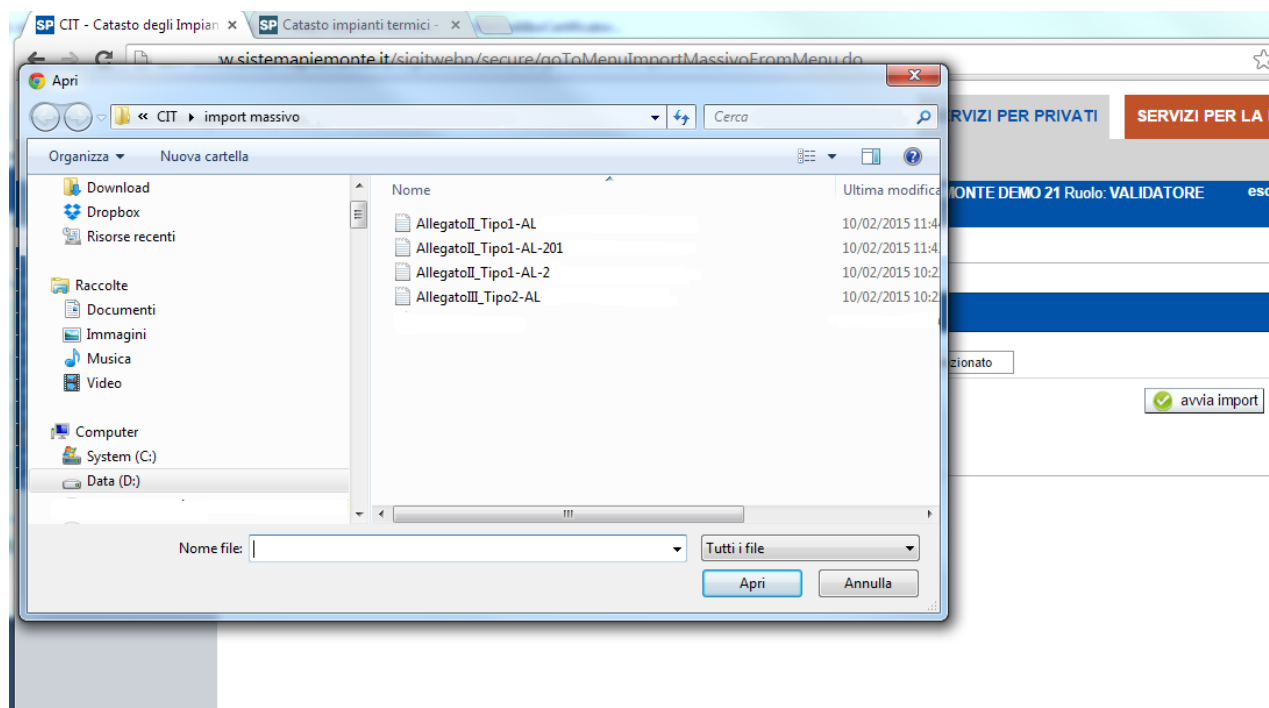 SP CIT - Catasto degli Impian
SP Catasto impianti termici -
w.sistemapiemonte.it/sigitwebn/secure/goToMenuImportMassivoFromMenu.do
Apri
« CIT import massivo
Cerca
RVIZI PER PRIVATI
SERVIZI PER LA
Organizza
Nuova cartella
Download
Dropbox
Risorse recenti
Raccolte
Documenti
Immagini
Musica
Video
Computer
System (C:)
Data (D:)
Nome Ultima modifica
AllegatoII_Tipo1-AL 10/02/2015 11:4
AllegatoII_Tipo1-AL-201 10/02/2015 11:4
AllegatoII_Tipo1-AL-2 10/02/2015 10:2
AllegatoIII_Tipo2-AL 10/02/2015 10:2
MONTE DEMO 21 Ruolo: VALIDATORE esc
zionato
avvia import
Nome file:
Tutti i file
Apri
Annulla